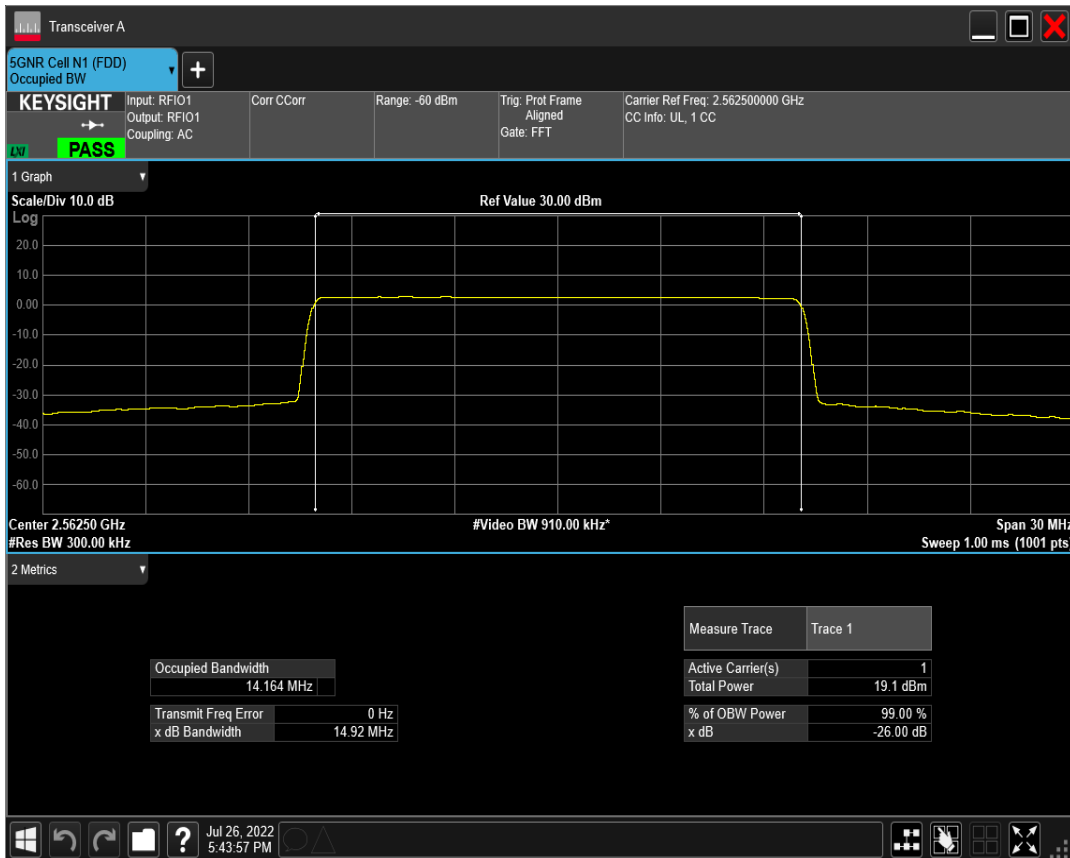 Transceiver A
5GNR Cell N1 (FDD)
Occupied BW
+
KEYSIGHT
LXI
PASS
Input: RFIO1
Output: RFIO1
Coupling: AC
Corr CCorr
Range: -60 dBm
Trig: Prot Frame
Aligned
Gate: FFT
Carrier Ref Freq: 2.562500000 GHz
CC Info: UL, 1 CC
1 Graph
Scale/Div 10.0 dB
Ref Value 30.00 dBm
Log
20.0
10.0
0.00
-10.0
-20.0
-30.0
-40.0
-50.0
-60.0
Center 2.56250 GHz
#Video BW 910.00 kHz*
Span 30 MHz
#Res BW 300.00 kHz
Sweep 1.00 ms (1001 pts)
2 Metrics
Measure Trace Trace 1
Occupied Bandwidth
14.164 MHz
Active Carrier(s) 1
Total Power 19.1 dBm
Transmit Freq Error 0 Hz
x dB Bandwidth 14.92 MHz
% of OBW Power 99.00 %
x dB -26.00 dB
?
Jul 26, 2022
5:43:57 PM